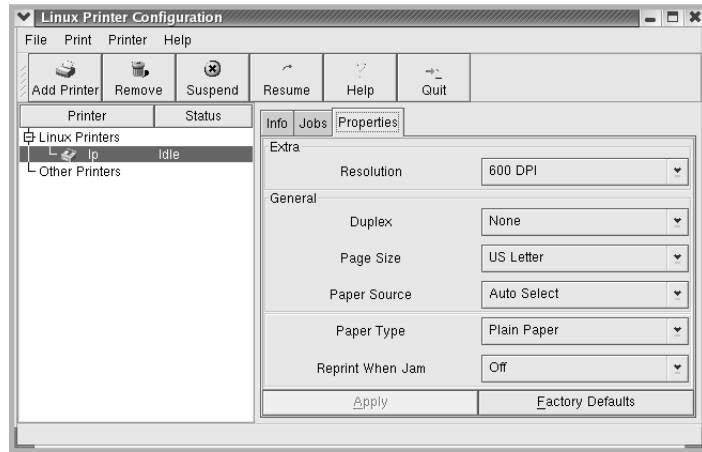 Linux Printer Configuration
File Print Printer Help
Add Printer Remove Suspend Resume Help Quit
Printer Status
Linux Printers
lp Idle
Other Printers
Info Jobs Properties
Extra
Resolution 600 DPI
General
Duplex None
Page Size US Letter
Paper Source Auto Select
Paper Type Plain Paper
Reprint When Jam Off
Apply Factory Defaults